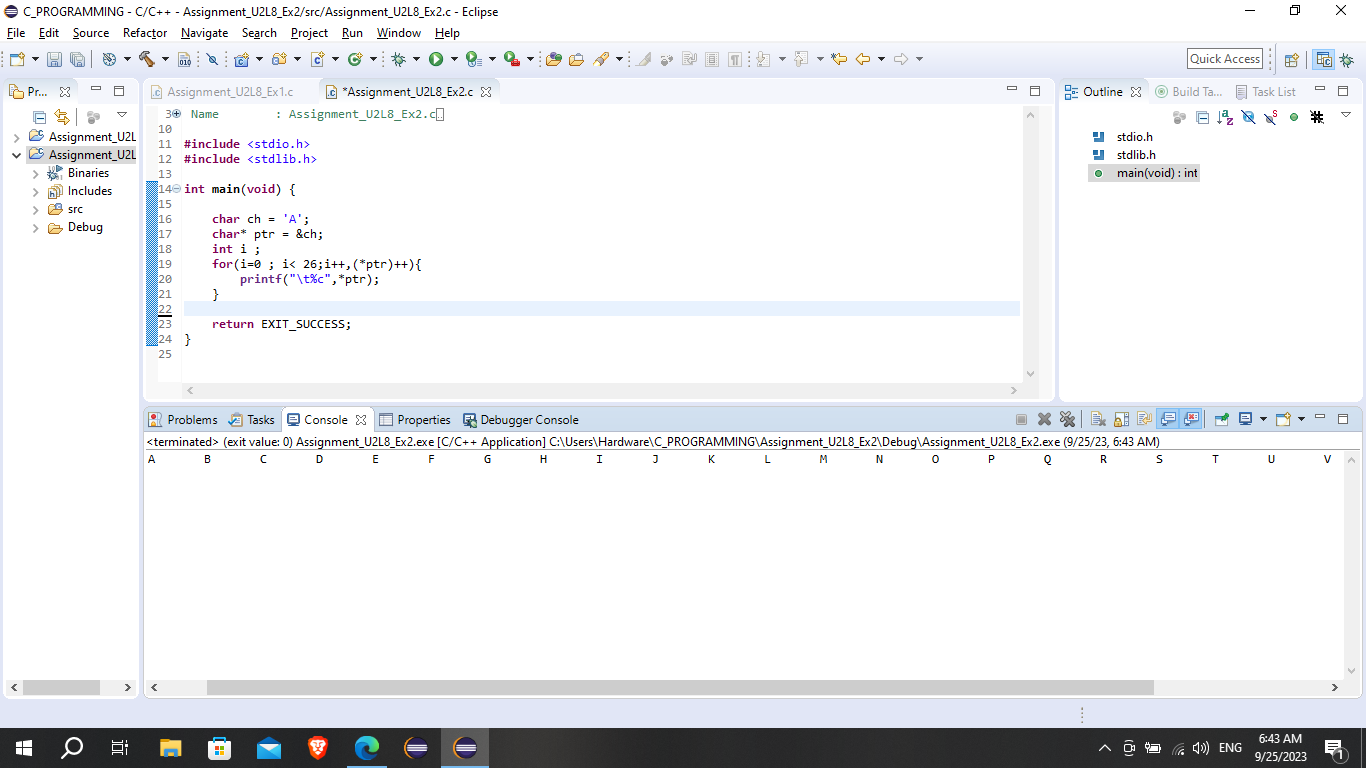 C_PROGRAMMING - C/C++ - Assignment_U2L8_Ex2/src/Assignment_U2L8_Ex2.c - Eclipse
File Edit Source Refactor Navigate Search Project Run Window Help
Quick Access
Pr...
Assignment_U2L
Assignment_U2L
Binaries
Includes
src
Debug
Assignment_U2L8_Ex1.c *Assignment_U2L8_Ex2.c
3 Name : Assignment_U2L8_Ex2.c
10
11 #include <stdio.h>
12 #include <stdlib.h>
13
14 int main(void) {
15
16 char ch = 'A';
17 char* ptr = &ch;
18 int i ;
19 for(i=0 ; i< 26;i++,(*ptr)++){
20 printf("\t%c",*ptr);
21 }
22
23 return EXIT_SUCCESS;
24 }
25
Outline Build Ta... Task List
stdio.h
stdlib.h
main(void) : int
Problems Tasks Console Properties Debugger Console
<terminated> (exit value: 0) Assignment_U2L8_Ex2.exe [C/C++ Application] C:\Users\Hardware\C_PROGRAMMING\Assignment_U2L8_Ex2\Debug\Assignment_U2L8_Ex2.exe (9/25/23, 6:43 AM)
A B C D E F G H I J K L M N O P Q R S T U V
ENG
6:43 AM
9/25/2023
1